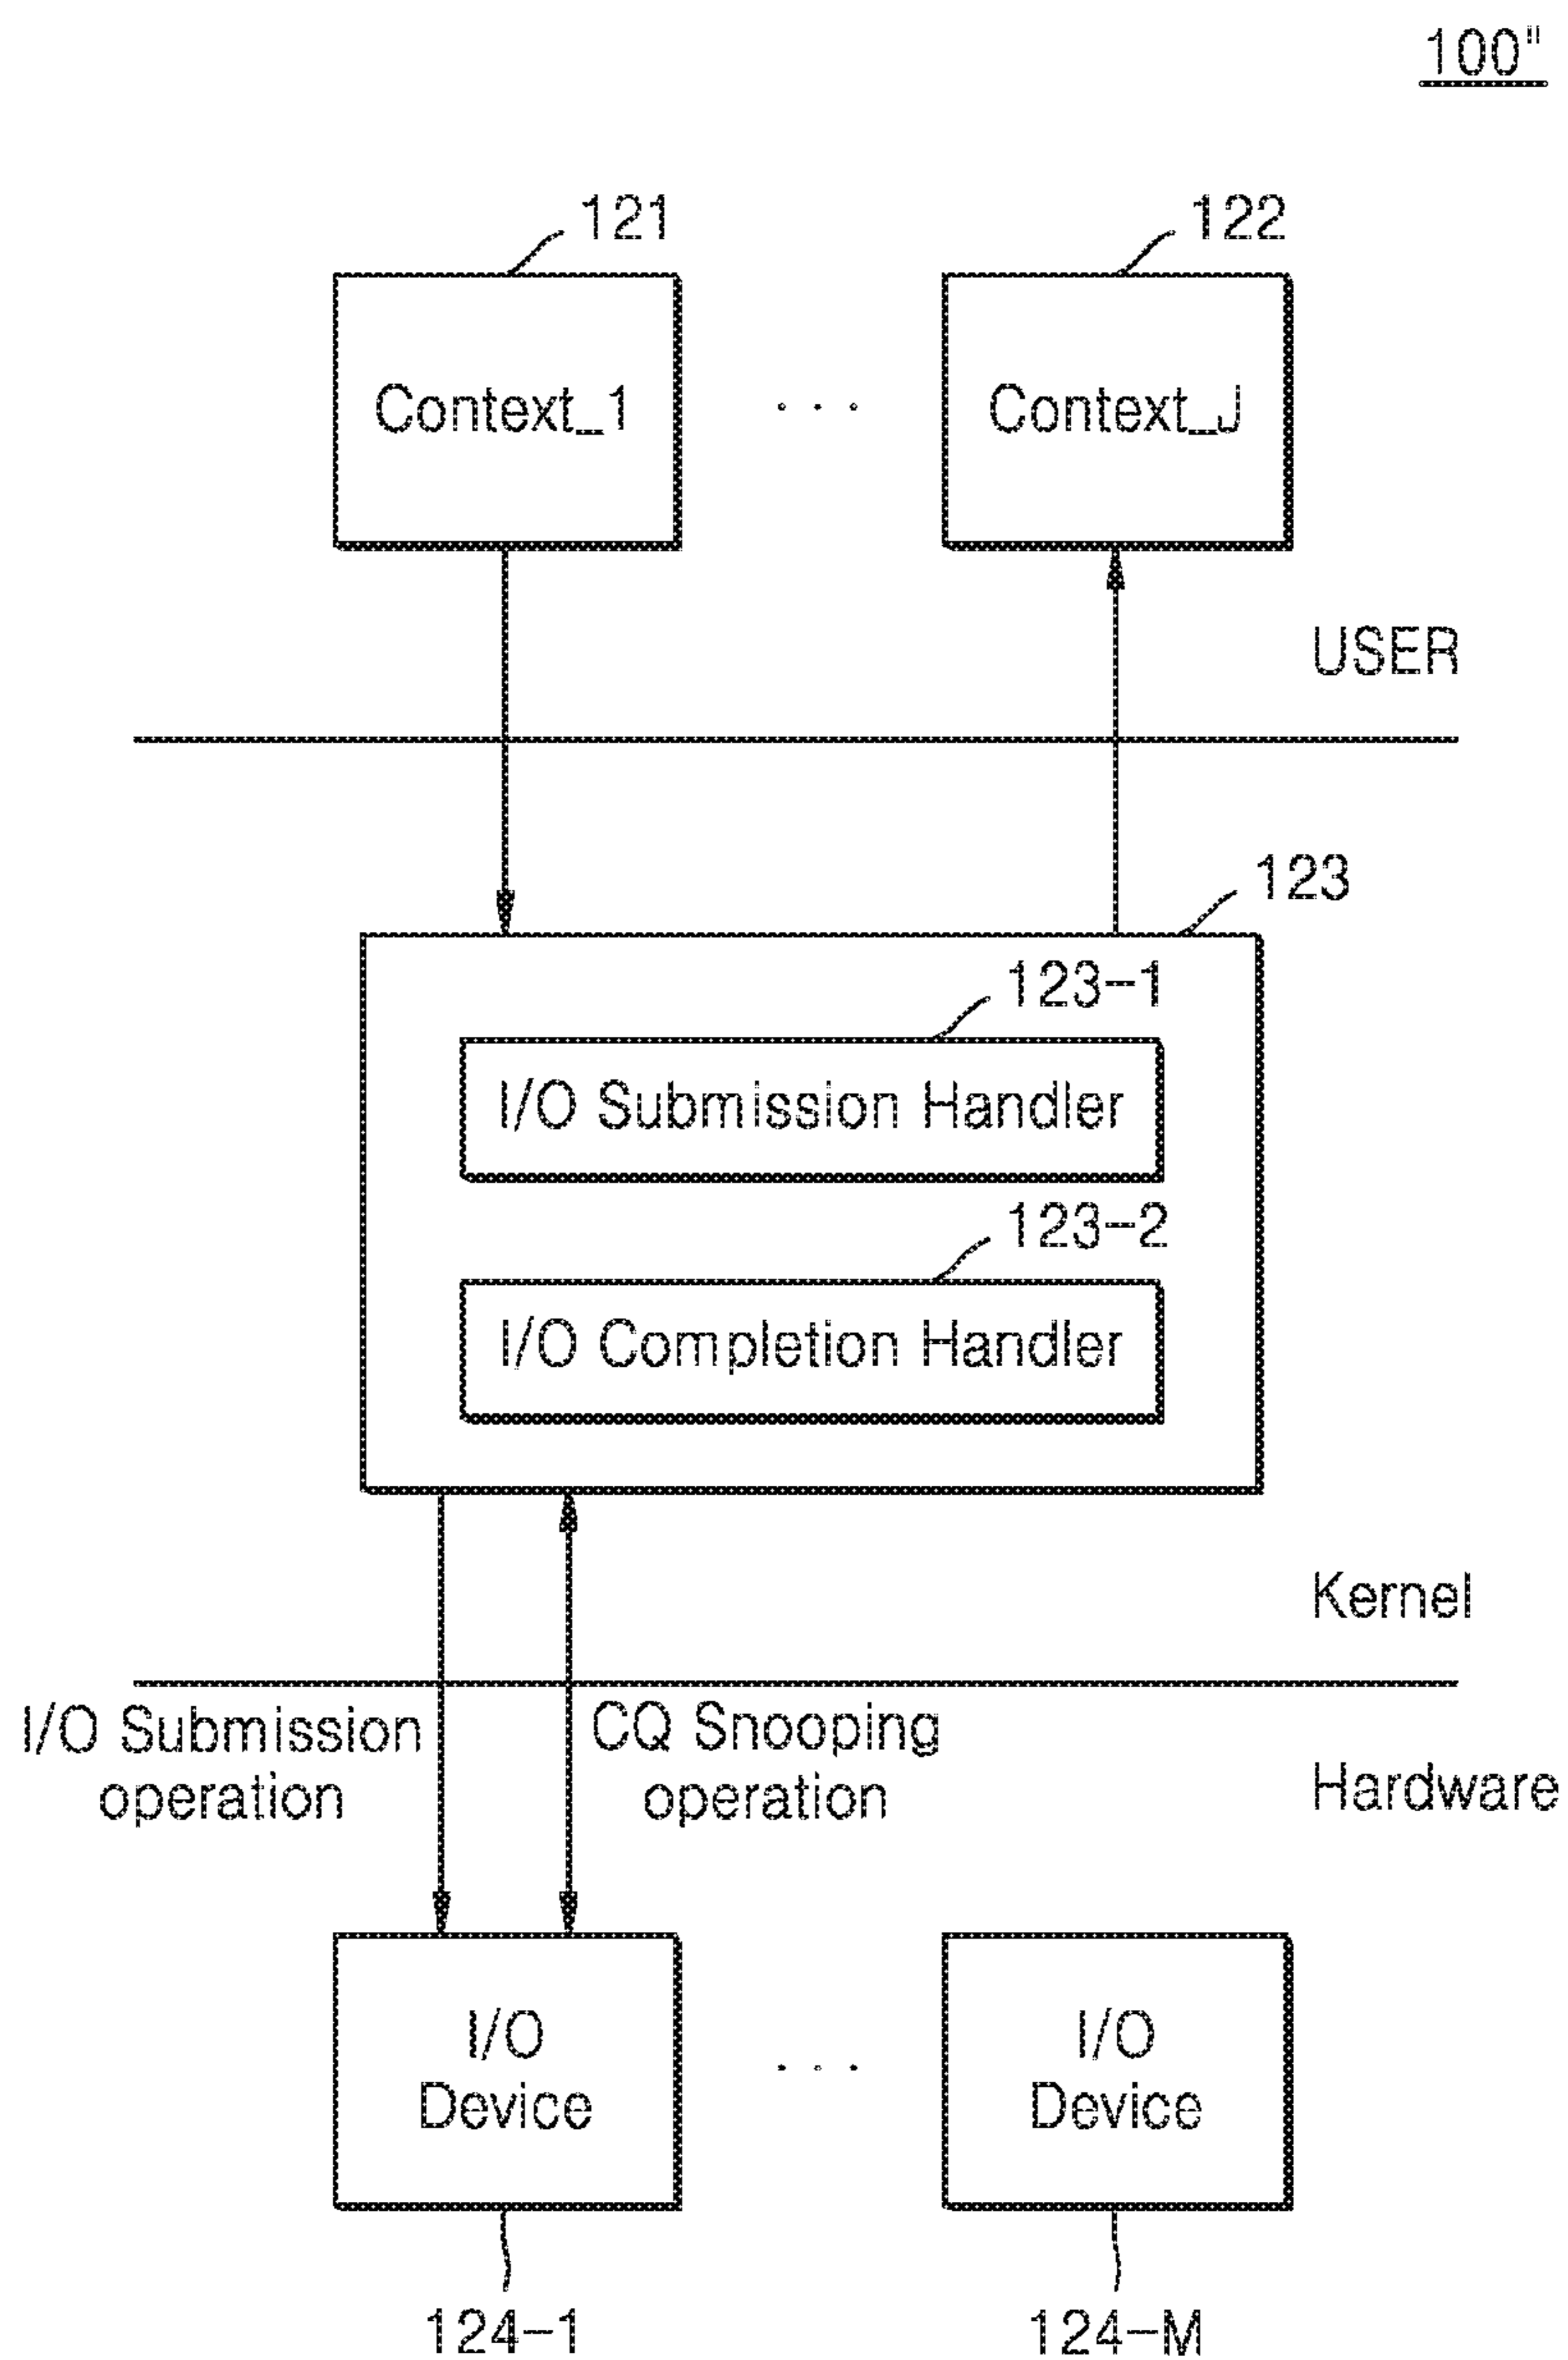 100"
121
122
Context_1
. . .
Context_J
USER
123
123-1
I/O Submission Handler
123-2
I/O Completion Handler
Kernel
I/O Submission
operation
CQ Snooping
operation
Hardware
I/O
Device
. . .
I/O
Device
124-1
124-M